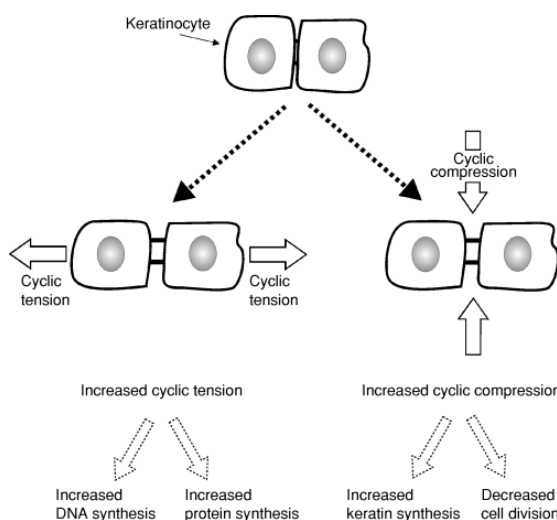 Keratinocyte
Cyclic
compression
Cyclic
tension
Cyclic
tension
Increased cyclic tension
Increased cyclic compression
Increased
DNA synthesis
Increased
protein synthesis
Increased
keratin synthesis
Decreased
cell division